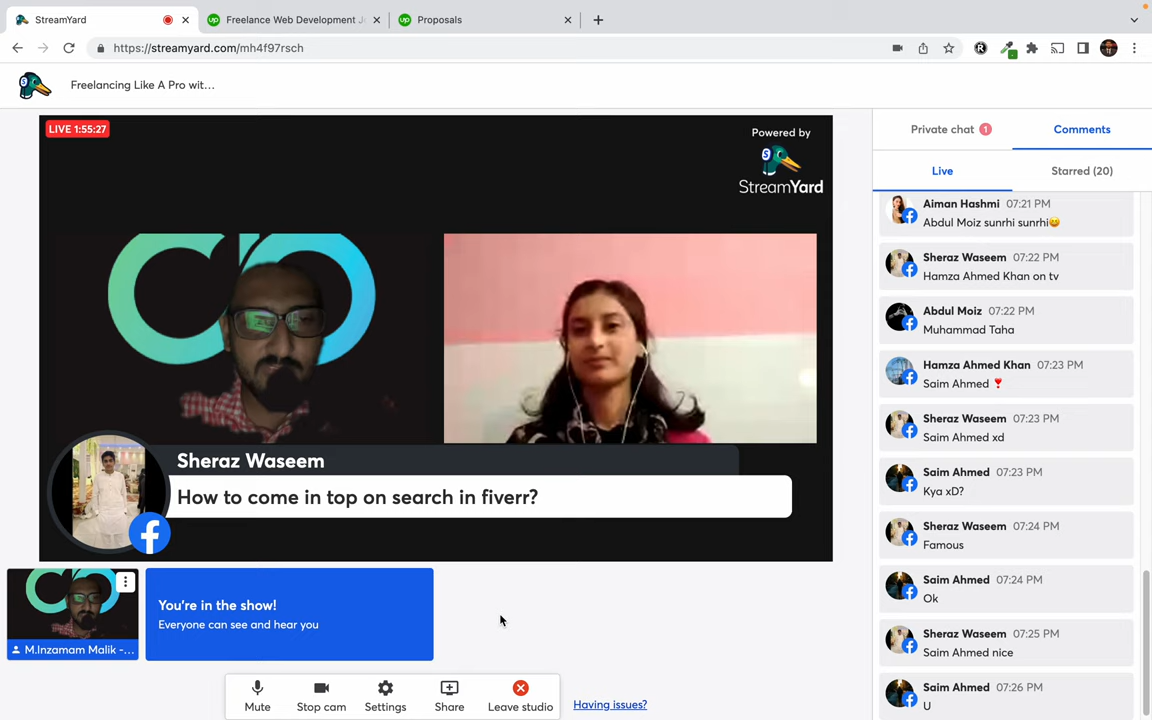 StreamYard
Freelance Web Development J
Proposals
https://streamyard.com/mh4f97rsch
Freelancing Like A Pro wit...
LIVE 1:55:27
Powered by
StreamYard
Sheraz Waseem
How to come in top on search in fiverr?
M.Inzamam Malik -...
You're in the show!
Everyone can see and hear you
Mute
Stop cam
Settings
Share
Leave studio
Having issues?
Private chat 1
Comments
Live
Starred (20)
Aiman Hashmi 07:21 PM
Abdul Moiz sunrhi sunrhi😄
Sheraz Waseem 07:22 PM
Hamza Ahmed Khan on tv
Abdul Moiz 07:22 PM
Muhammad Taha
Hamza Ahmed Khan 07:23 PM
Saim Ahmed ❣️
Sheraz Waseem 07:23 PM
Saim Ahmed xd
Saim Ahmed 07:23 PM
Kya xD?
Sheraz Waseem 07:24 PM
Famous
Saim Ahmed 07:24 PM
Ok
Sheraz Waseem 07:25 PM
Saim Ahmed nice
Saim Ahmed 07:26 PM
U